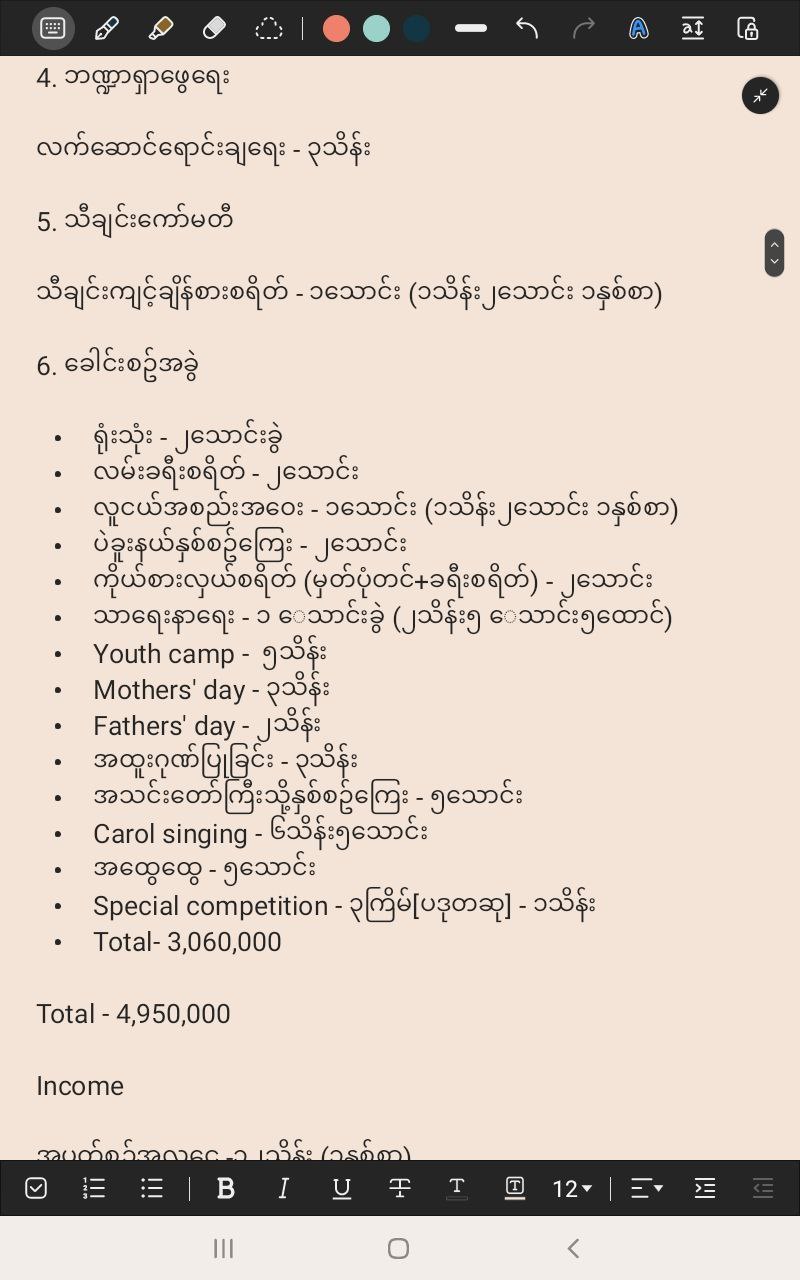 4. ဘဏ္ဍာရှာဖွေရေး
လက်ဆောင်ရောင်းချရေး - ၃သိန်း
5. သီချင်းကော်မတီ
သီချင်းကျင့်ချိန်စားစရိတ် - ၁သောင်း (၁သိန်း၂သောင်း ၁နှစ်စာ)
6. ခေါင်းစဥ်အခွဲ
• ရုံးသုံး - ၂သောင်းခွဲ
• လမ်းခရီးစရိတ် - ၂သောင်း
• လူငယ်အစည်းအဝေး - ၁သောင်း (၁သိန်း၂သောင်း ၁နှစ်စာ)
• ပဲခူးနယ်နှစ်စဥ်ကြေး - ၂သောင်း
• ကိုယ်စားလှယ်စရိတ် (မှတ်ပုံတင်+ခရီးစရိတ်) - ၂သောင်း
• သာရေးနာရေး - ၁ ေသာင်းခွဲ (၂သိန်း၅ ေသာင်း၅ထောင်)
• Youth camp - ၅သိန်း
• Mothers' day - ၃သိန်း
• Fathers' day - ၂သိန်း
• အထူးဂုဏ်ပြုခြင်း - ၃သိန်း
• အသင်းတော်ကြီးသို့နှစ်စဥ်ကြေး - ၅သောင်း
• Carol singing - ၆သိန်း၅သောင်း
• အထွေထွေ - ၅သောင်း
• Special competition - ၃ကြိမ်[ပဒုတဆု] - ၁သိန်း
• Total- 3,060,000
Total - 4,950,000
Income
12